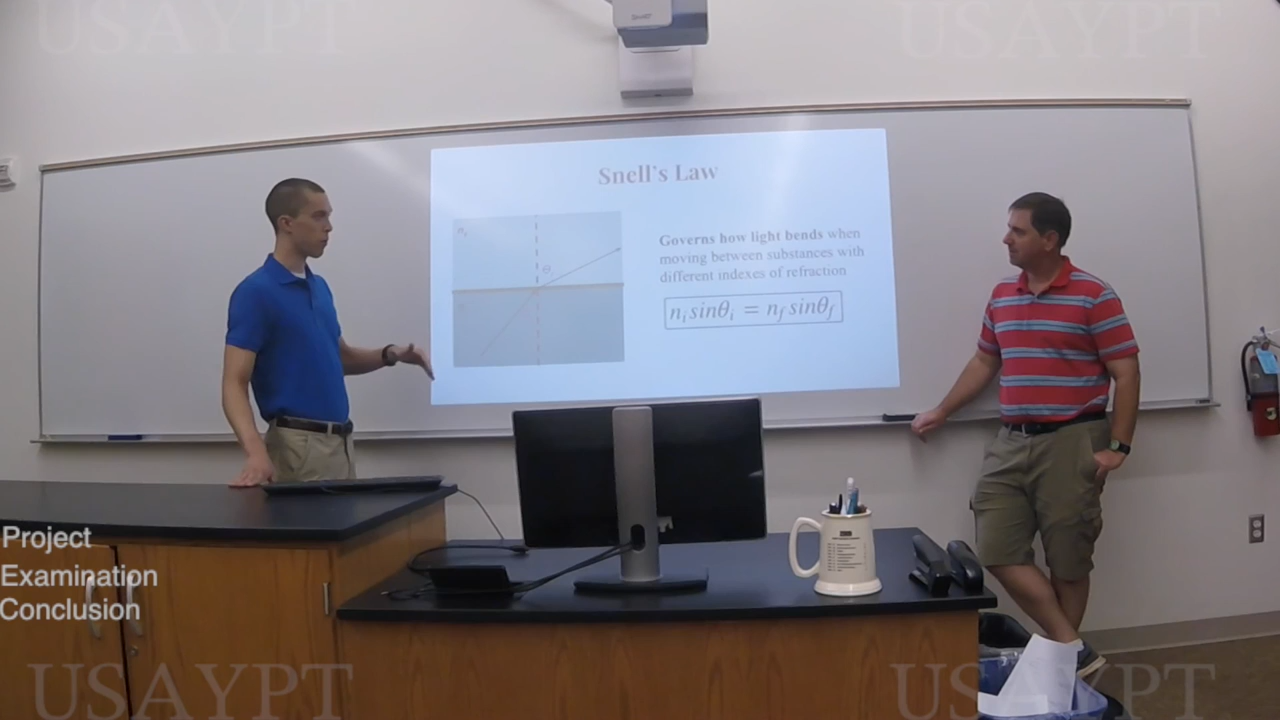 USAYPT
USAYPT
Snell's Law
θ
Governs how light bends when
moving between substances with
different indexes of refraction
nᵢsinθᵢ = n_f sinθ_f
Project
Examination
Conclusion
USAYPT
USAYPT